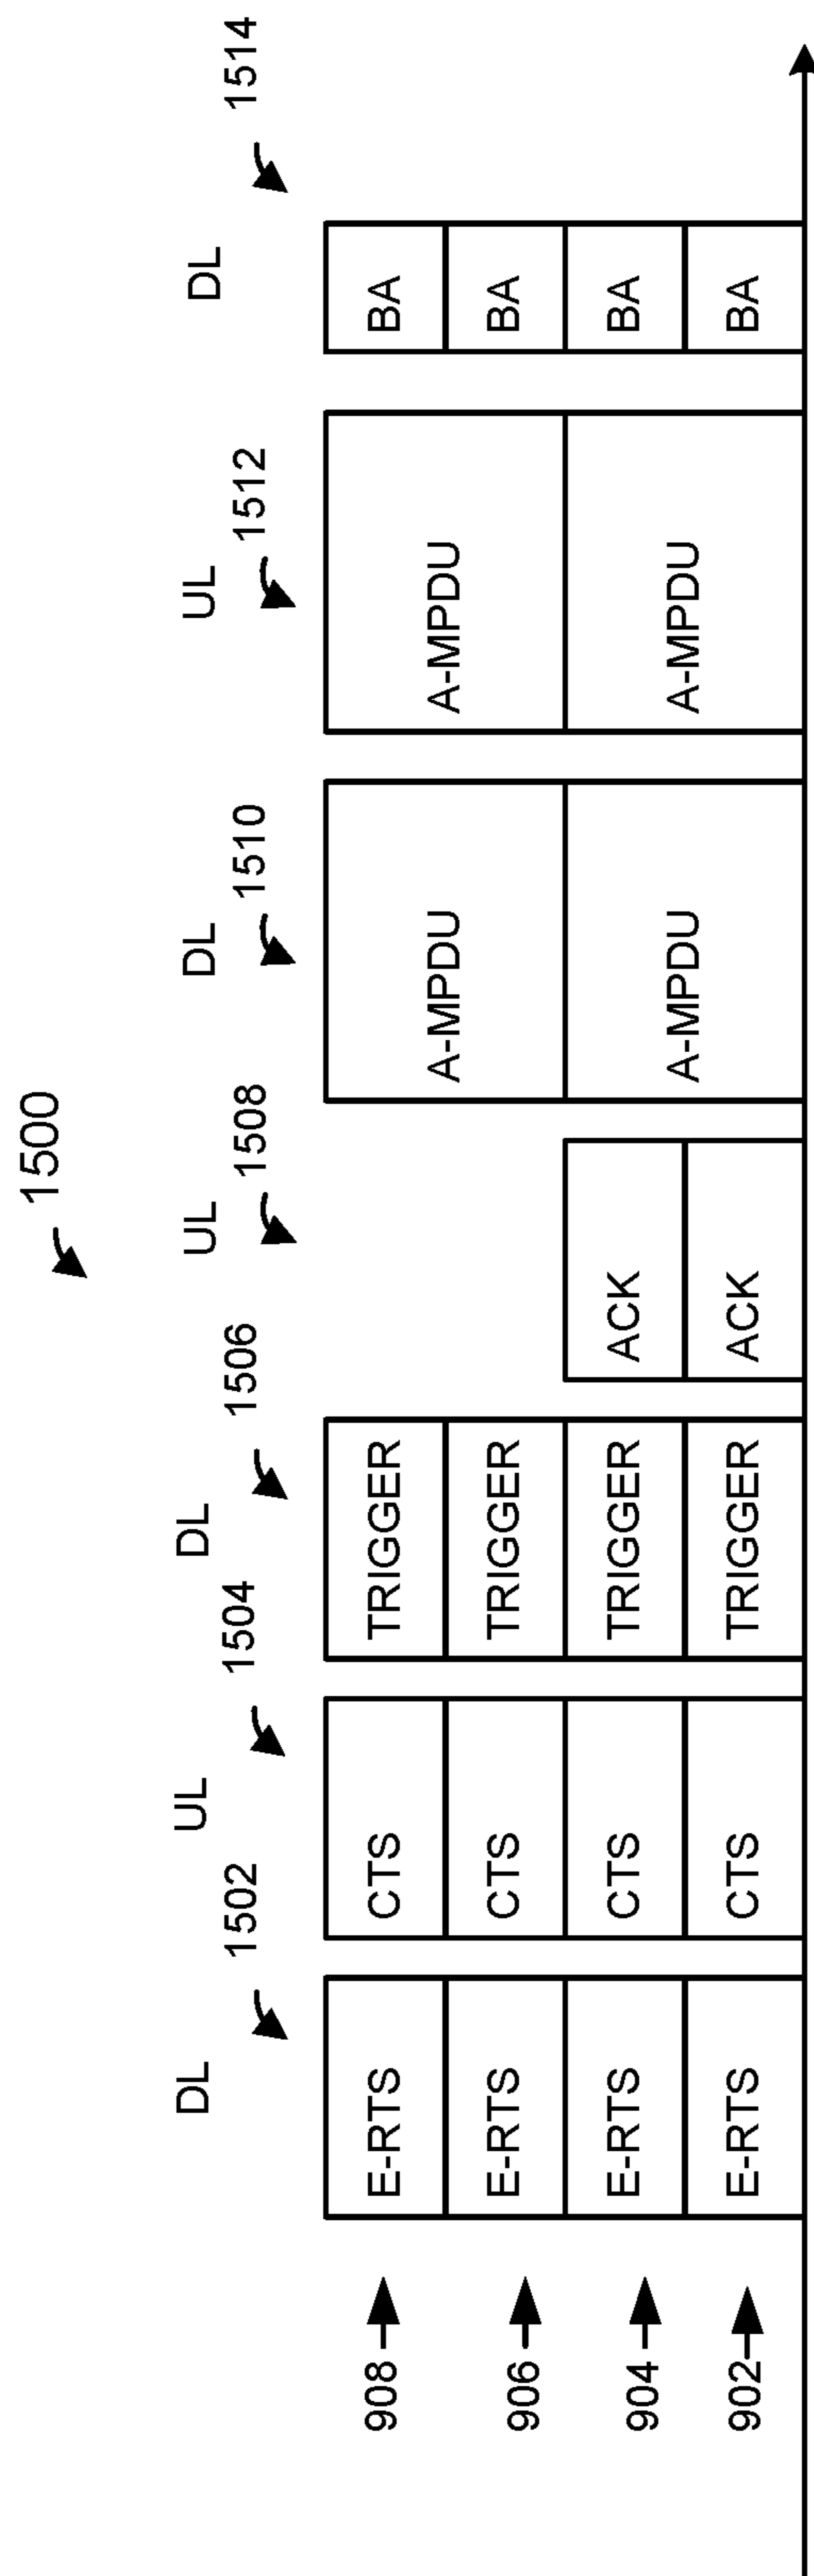 1500
DL
UL
DL
UL
DL
UL
DL
1502
1504
1506
1508
1510
1512
1514
908
E-RTS
CTS
TRIGGER
A-MPDU
A-MPDU
BA
906
E-RTS
CTS
TRIGGER
BA
904
E-RTS
CTS
TRIGGER
ACK
A-MPDU
A-MPDU
BA
902
E-RTS
CTS
TRIGGER
ACK
BA